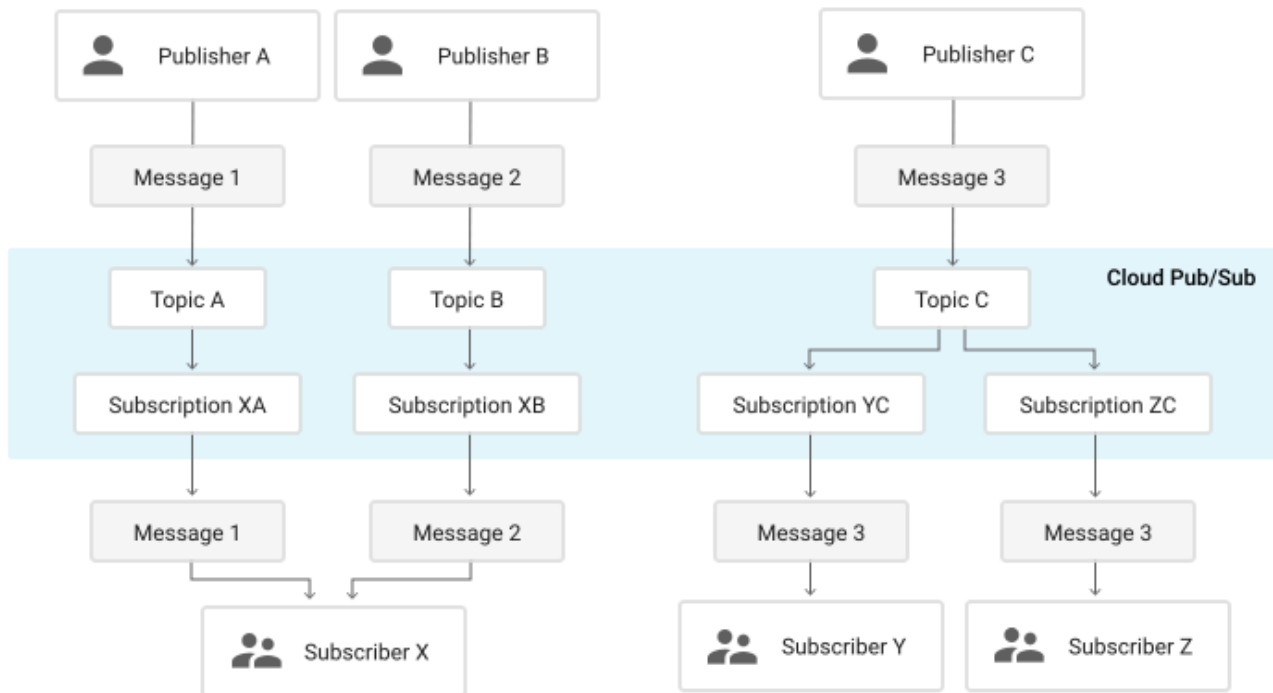 Publisher A
Publisher B
Publisher C
Message 1
Message 2
Message 3
Cloud Pub/Sub
Topic A
Topic B
Topic C
Subscription XA
Subscription XB
Subscription YC
Subscription ZC
Message 1
Message 2
Message 3
Message 3
Subscriber X
Subscriber Y
Subscriber Z